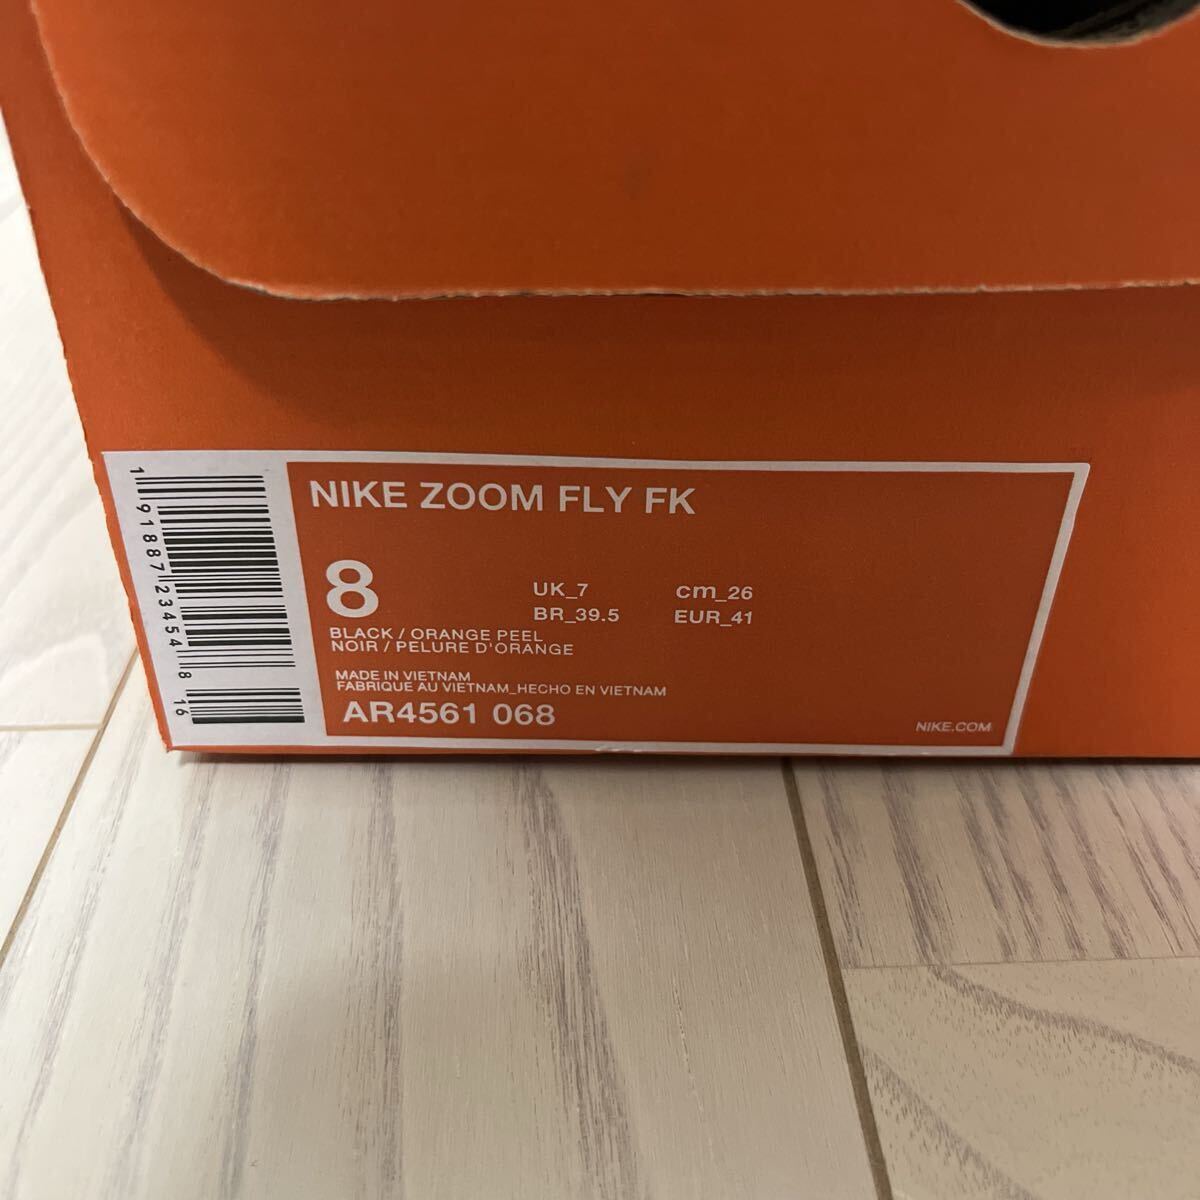 NIKE ZOOM FLY FK
8
UK_7 cm_26
BR_39.5 EUR_41
BLACK / ORANGE PEEL
NOIR / PELURE D'ORANGE
MADE IN VIETNAM
FABRIQUE AU VIETNAM_HECHO EN VIETNAM
AR4561 068
NIKE.COM
1 91887 23454 8 16